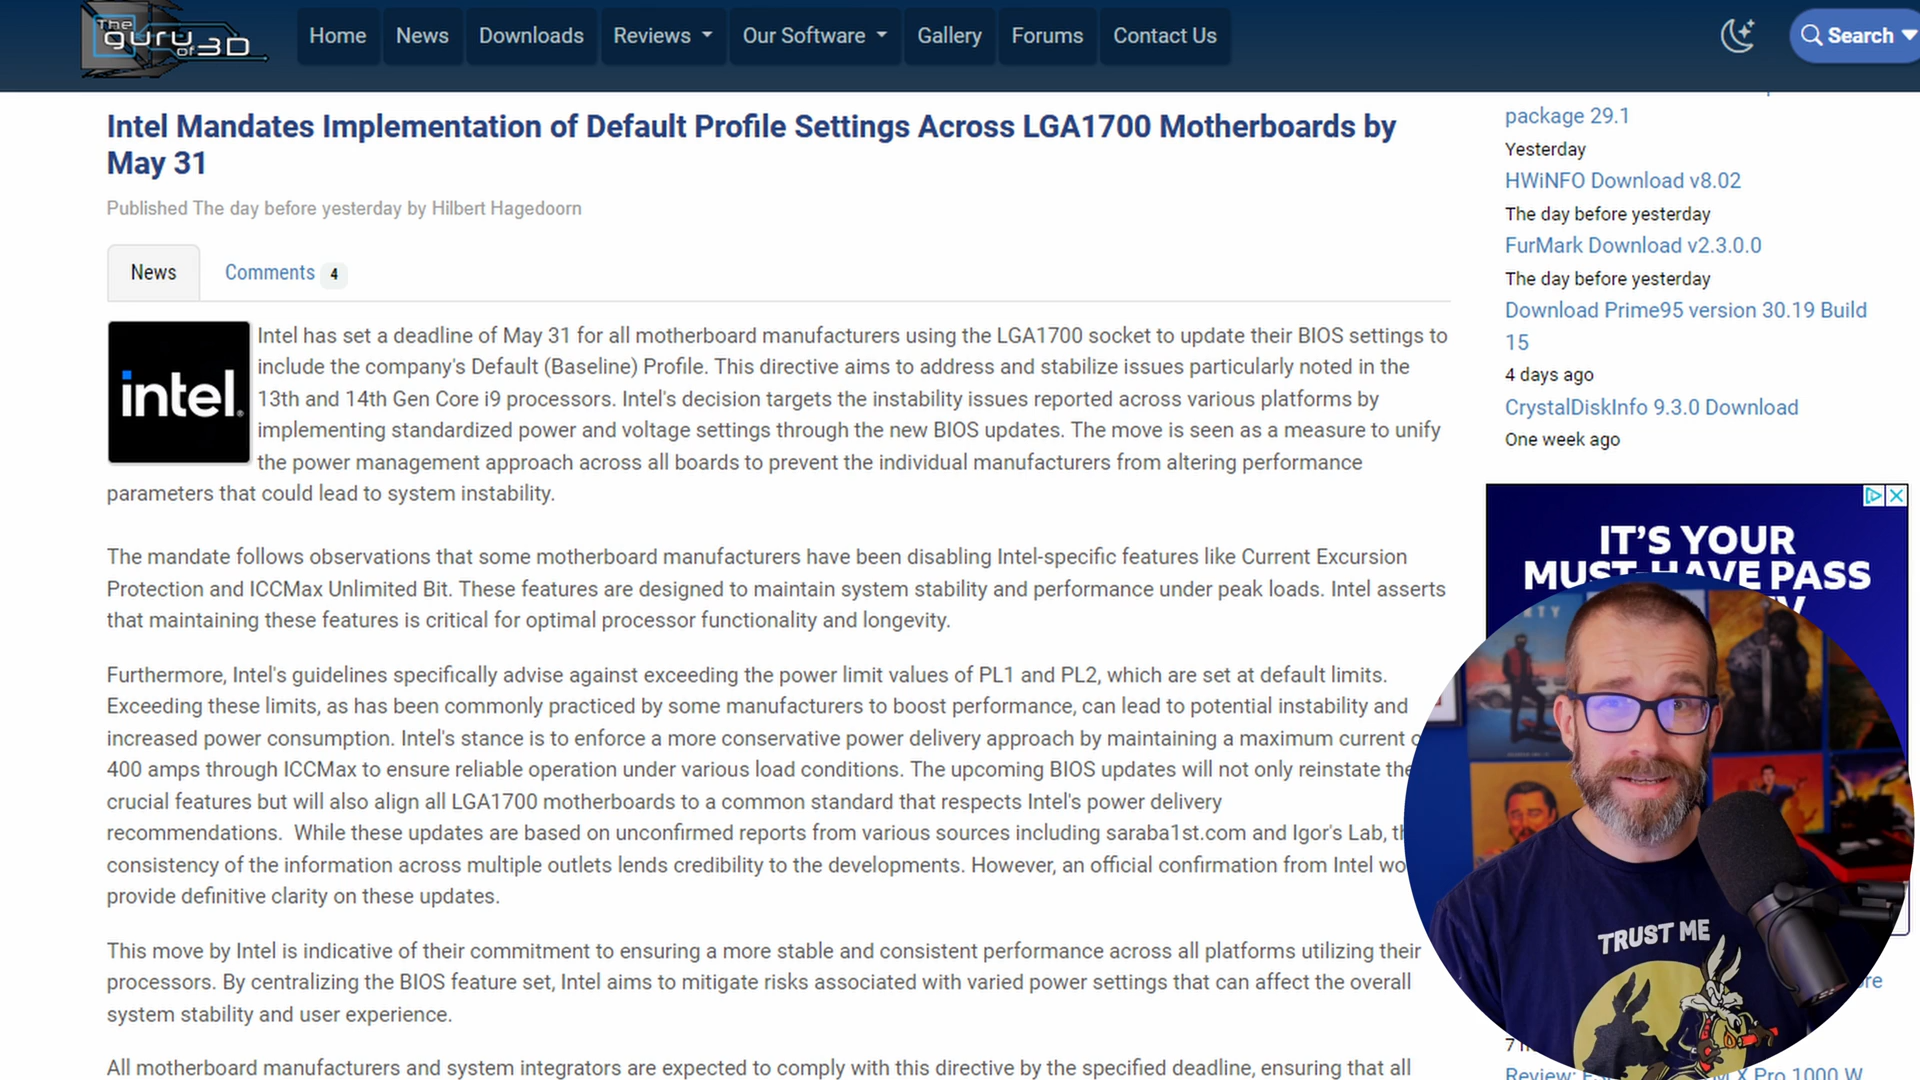 The
guru of 3D
Home
News
Downloads
Reviews
Our Software
Gallery
Forums
Contact Us
Search
Intel Mandates Implementation of Default Profile Settings Across LGA1700 Motherboards by
May 31
Published The day before yesterday by Hilbert Hagedoorn
News
Comments 4
intel.
Intel has set a deadline of May 31 for all motherboard manufacturers using the LGA1700 socket to update their BIOS settings to
include the company's Default (Baseline) Profile. This directive aims to address and stabilize issues particularly noted in the
13th and 14th Gen Core i9 processors. Intel's decision targets the instability issues reported across various platforms by
implementing standardized power and voltage settings through the new BIOS updates. The move is seen as a measure to unify
the power management approach across all boards to prevent the individual manufacturers from altering performance
parameters that could lead to system instability.
The mandate follows observations that some motherboard manufacturers have been disabling Intel-specific features like Current Excursion
Protection and ICCMax Unlimited Bit. These features are designed to maintain system stability and performance under peak loads. Intel asserts
that maintaining these features is critical for optimal processor functionality and longevity.
Furthermore, Intel's guidelines specifically advise against exceeding the power limit values of PL1 and PL2, which are set at default limits.
Exceeding these limits, as has been commonly practiced by some manufacturers to boost performance, can lead to potential instability and
increased power consumption. Intel's stance is to enforce a more conservative power delivery approach by maintaining a maximum current
400 amps through ICCMax to ensure reliable operation under various load conditions. The upcoming BIOS updates will not only reinstate
crucial features but will also align all LGA1700 motherboards to a common standard that respects Intel's power delivery
recommendations. While these updates are based on unconfirmed reports from various sources including saraba1st.com and Igor's Lab,
consistency of the information across multiple outlets lends credibility to the developments. However, an official confirmation from Intel
provide definitive clarity on these updates.
This move by Intel is indicative of their commitment to ensuring a more stable and consistent performance across all platforms utilizing their
processors. By centralizing the BIOS feature set, Intel aims to mitigate risks associated with varied power settings that can affect the overall
system stability and user experience.
All motherboard manufacturers and system integrators are expected to comply with this directive by the specified deadline, ensuring that all
package 29.1
Yesterday
HWiNFO Download v8.02
The day before yesterday
FurMark Download v2.3.0.0
The day before yesterday
Download Prime95 version 30.19 Build
15
4 days ago
CrystalDiskInfo 9.3.0 Download
One week ago
IT'S YOUR
MUST-HAVE PASS
TRUST ME
7
Review:
X Pro 1000 W